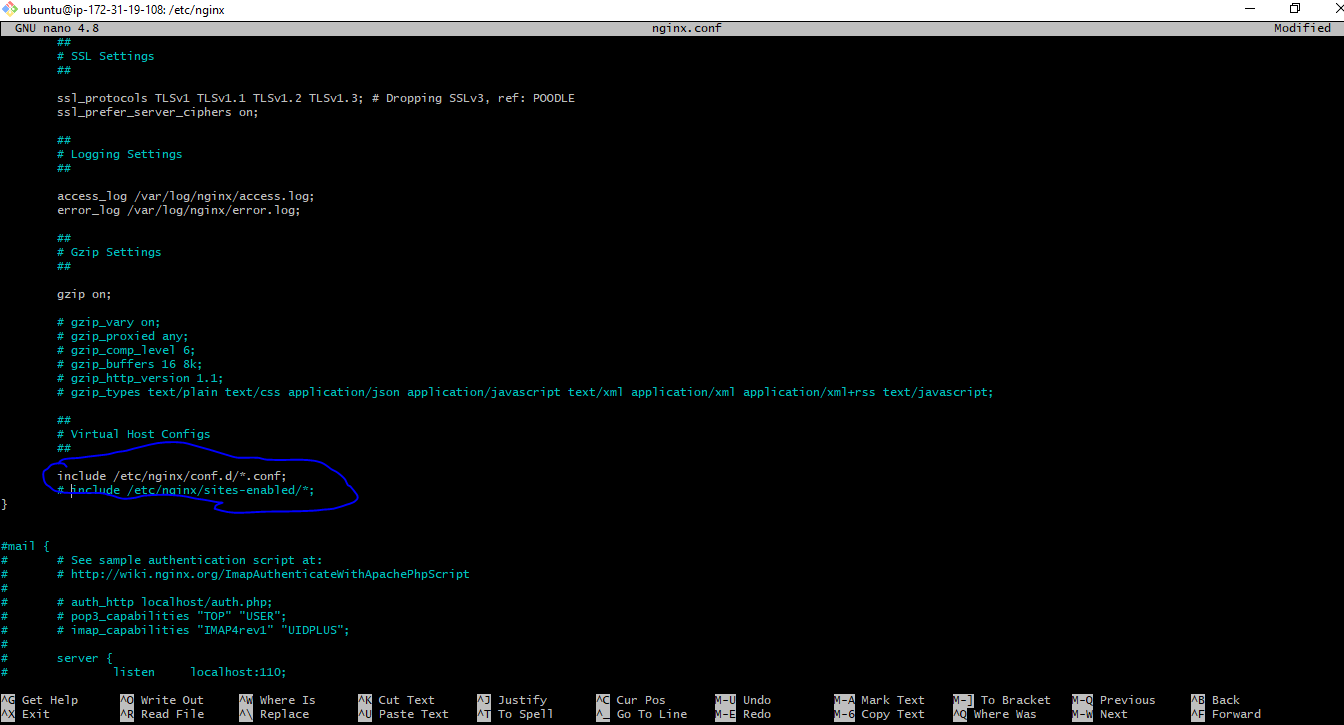 ubuntu@ip-172-31-19-108: /etc/nginx
GNU nano 4.8 nginx.conf Modified
##
# SSL Settings
##
ssl_protocols TLSv1 TLSv1.1 TLSv1.2 TLSv1.3; # Dropping SSLv3, ref: POODLE
ssl_prefer_server_ciphers on;
##
# Logging Settings
##
access_log /var/log/nginx/access.log;
error_log /var/log/nginx/error.log;
##
# Gzip Settings
##
gzip on;
# gzip_vary on;
# gzip_proxied any;
# gzip_comp_level 6;
# gzip_buffers 16 8k;
# gzip_http_version 1.1;
# gzip_types text/plain text/css application/json application/javascript text/xml application/xml application/xml+rss text/javascript;
##
# Virtual Host Configs
##
include /etc/nginx/conf.d/*.conf;
# include /etc/nginx/sites-enabled/*;
}
#mail {
# # See sample authentication script at:
# # http://wiki.nginx.org/ImapAuthenticateWithApachePhpScript
#
# # auth_http localhost/auth.php;
# # pop3_capabilities "TOP" "USER";
# # imap_capabilities "IMAP4rev1" "UIDPLUS";
#
# server {
# listen localhost:110;
^G Get Help ^O Write Out ^W Where Is ^K Cut Text ^J Justify ^C Cur Pos M-U Undo M-A Mark Text M-] To Bracket M-Q Previous ^B Back
^X Exit ^R Read File ^\ Replace ^U Paste Text ^T To Spell ^_ Go To Line M-E Redo M-6 Copy Text ^Q Where Was M-W Next ^F Forward